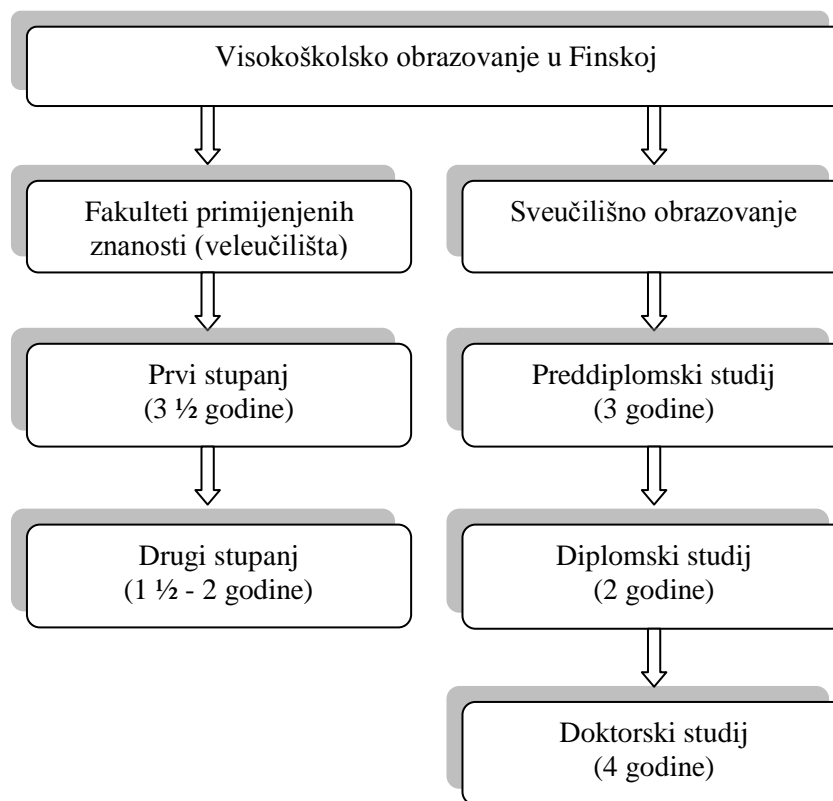 Visokoškolsko obrazovanje u Finskoj
Fakulteti primijenjenih
znanosti (veleučilišta)
Sveučilišno obrazovanje
Prvi stupanj
(3 ½ godine)
Preddiplomski studij
(3 godine)
Drugi stupanj
(1 ½ - 2 godine)
Diplomski studij
(2 godine)
Doktorski studij
(4 godine)